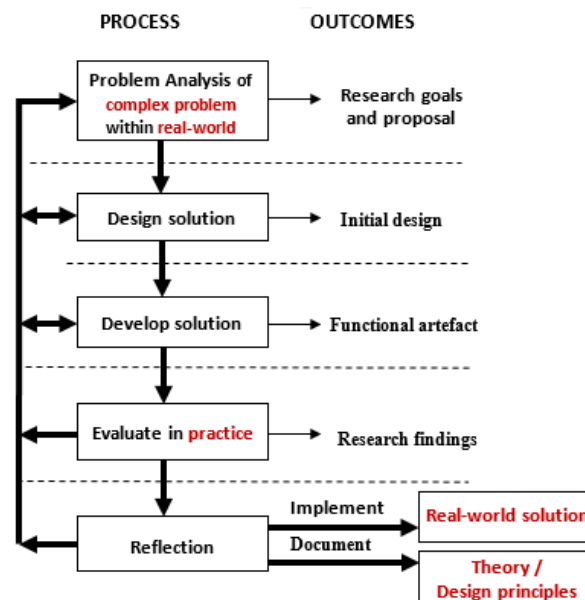 PROCESS OUTCOMES
Problem Analysis of
complex problem
within real-world
Research goals
and proposal
Design solution
Initial design
Develop solution
Functional artefact
Evaluate in practice
Research findings
Reflection
Implement
Document
Real-world solution
Theory /
Design principles